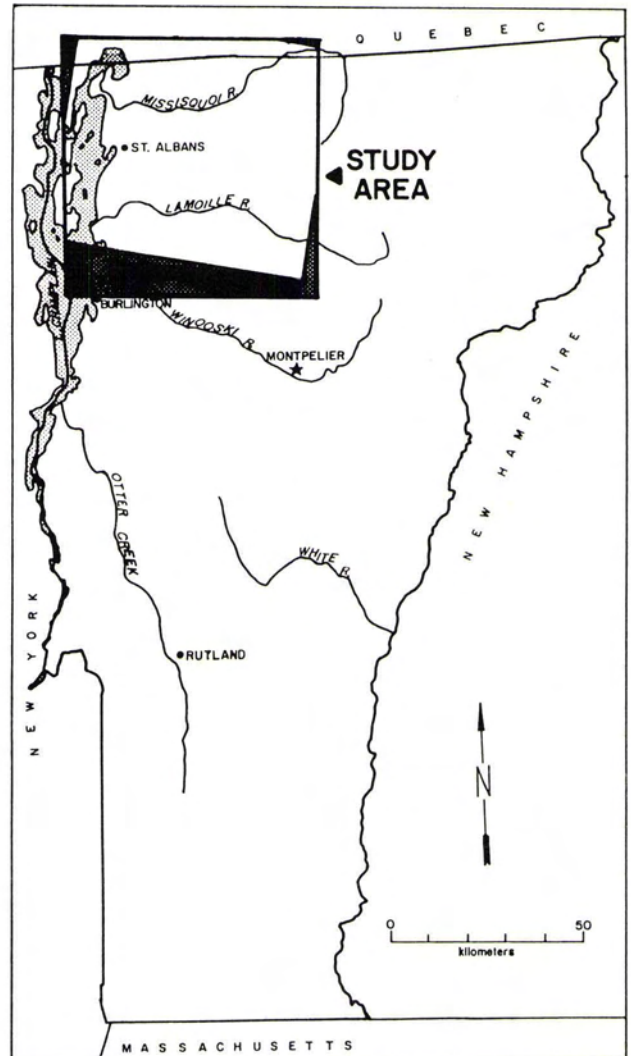 QUEBEC
MISSISQUOI R.
ST. ALBANS
STUDY
AREA
LAMOILLE R
BURLINGTON
WINOOSKI R.
MONTPELIER
NEW HAMPSHIRE
OTTER CREEK
WHITE R.
NEW YORK
RUTLAND
N
0 50
kilometers
MASSACHUSETTS